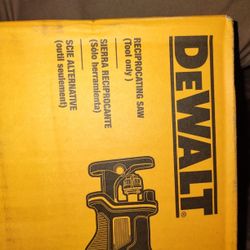 DEWALT®
RECIPROCATING SAW
(Tool only)
SIERRA RECIPROCANTE
(Sólo herramienta)
SCIE ALTERNATIVE
(outil seulement)